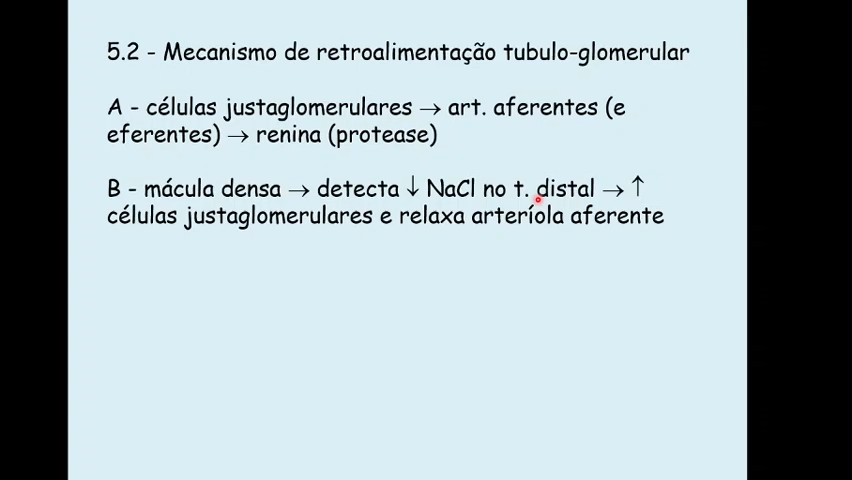 5.2 - Mecanismo de retroalimentação tubulo-glomerular
A - células justaglomerulares → art. aferentes (e
eferentes) → renina (protease)
B - mácula densa → detecta ↓ NaCl no t. distal → ↑
células justaglomerulares e relaxa arteríola aferente